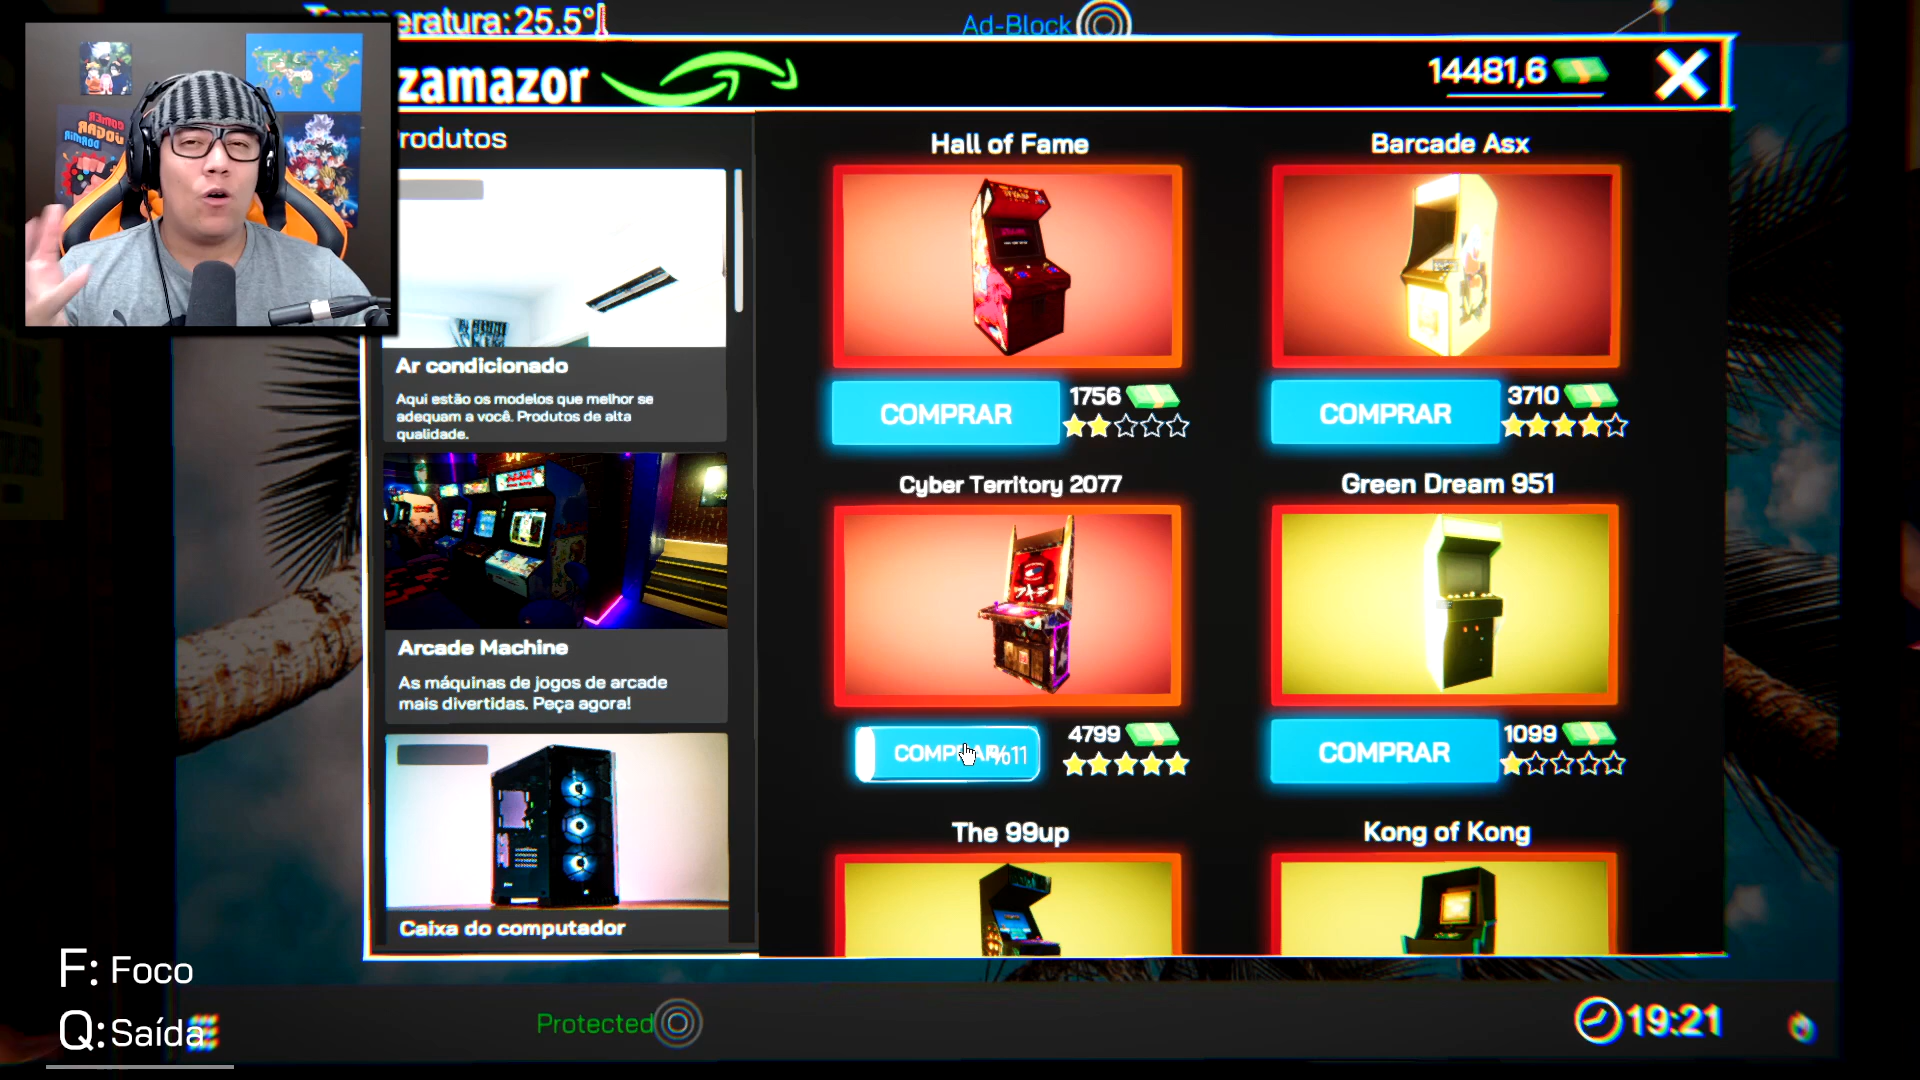 eratura: 25.5°
Ad-Block
zamazor
14481,6
rodutos
Hall of Fame
Barcade Asx
COMPRAR
1756
COMPRAR
3710
Ar condicionado
Aqui estão os modelos que melhor se
adequam a você. Produtos de alta
qualidade.
Cyber Territory 2077
Green Dream 951
Arcade Machine
As máquinas de jogos de arcade
mais divertidas. Peça agora!
COMPRAR %11
4799
COMPRAR
1099
The 99up
Kong of Kong
Caixa do computador
F: Foco
Q: Saída
Protected
19:21